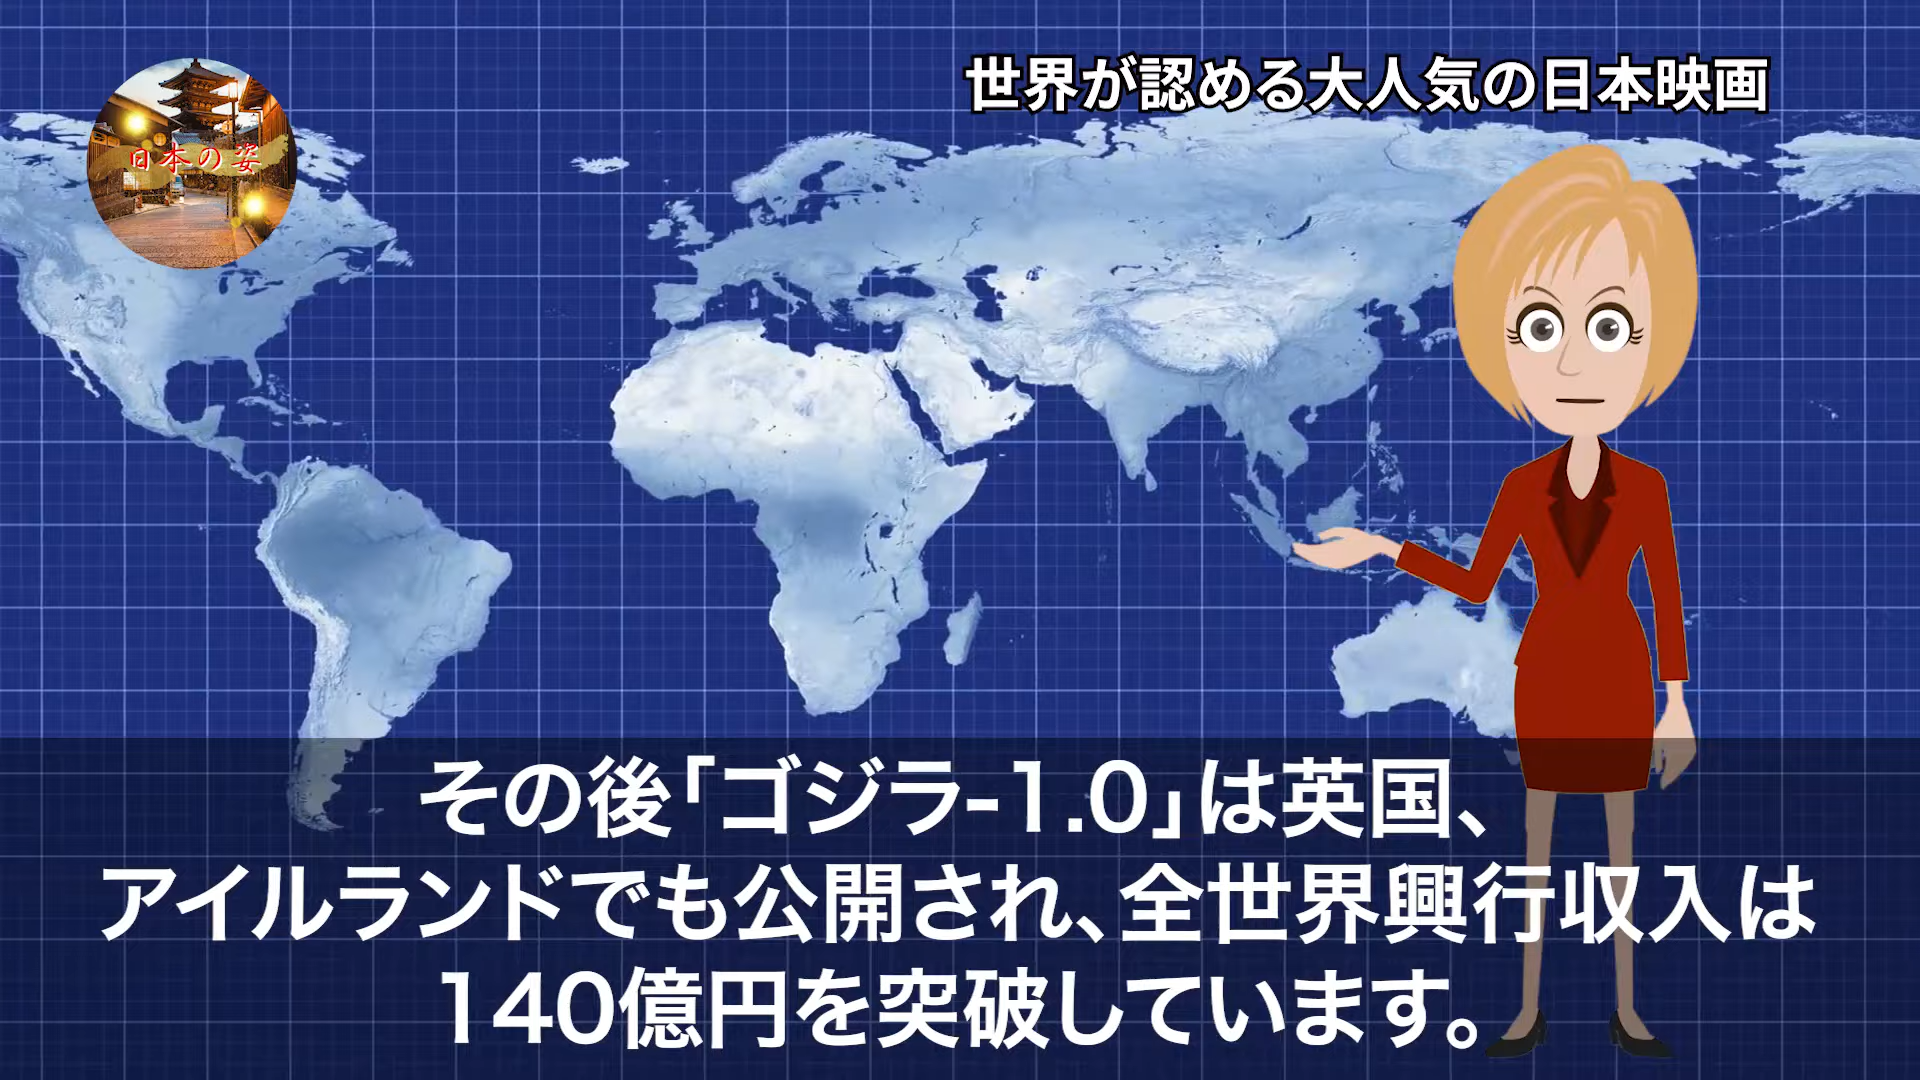 世界が認める大人気の日本映画
日本の姿
その後「ゴジラ-1.0」は英国、
アイルランドでも公開され、全世界興行収入は
140億円を突破しています。